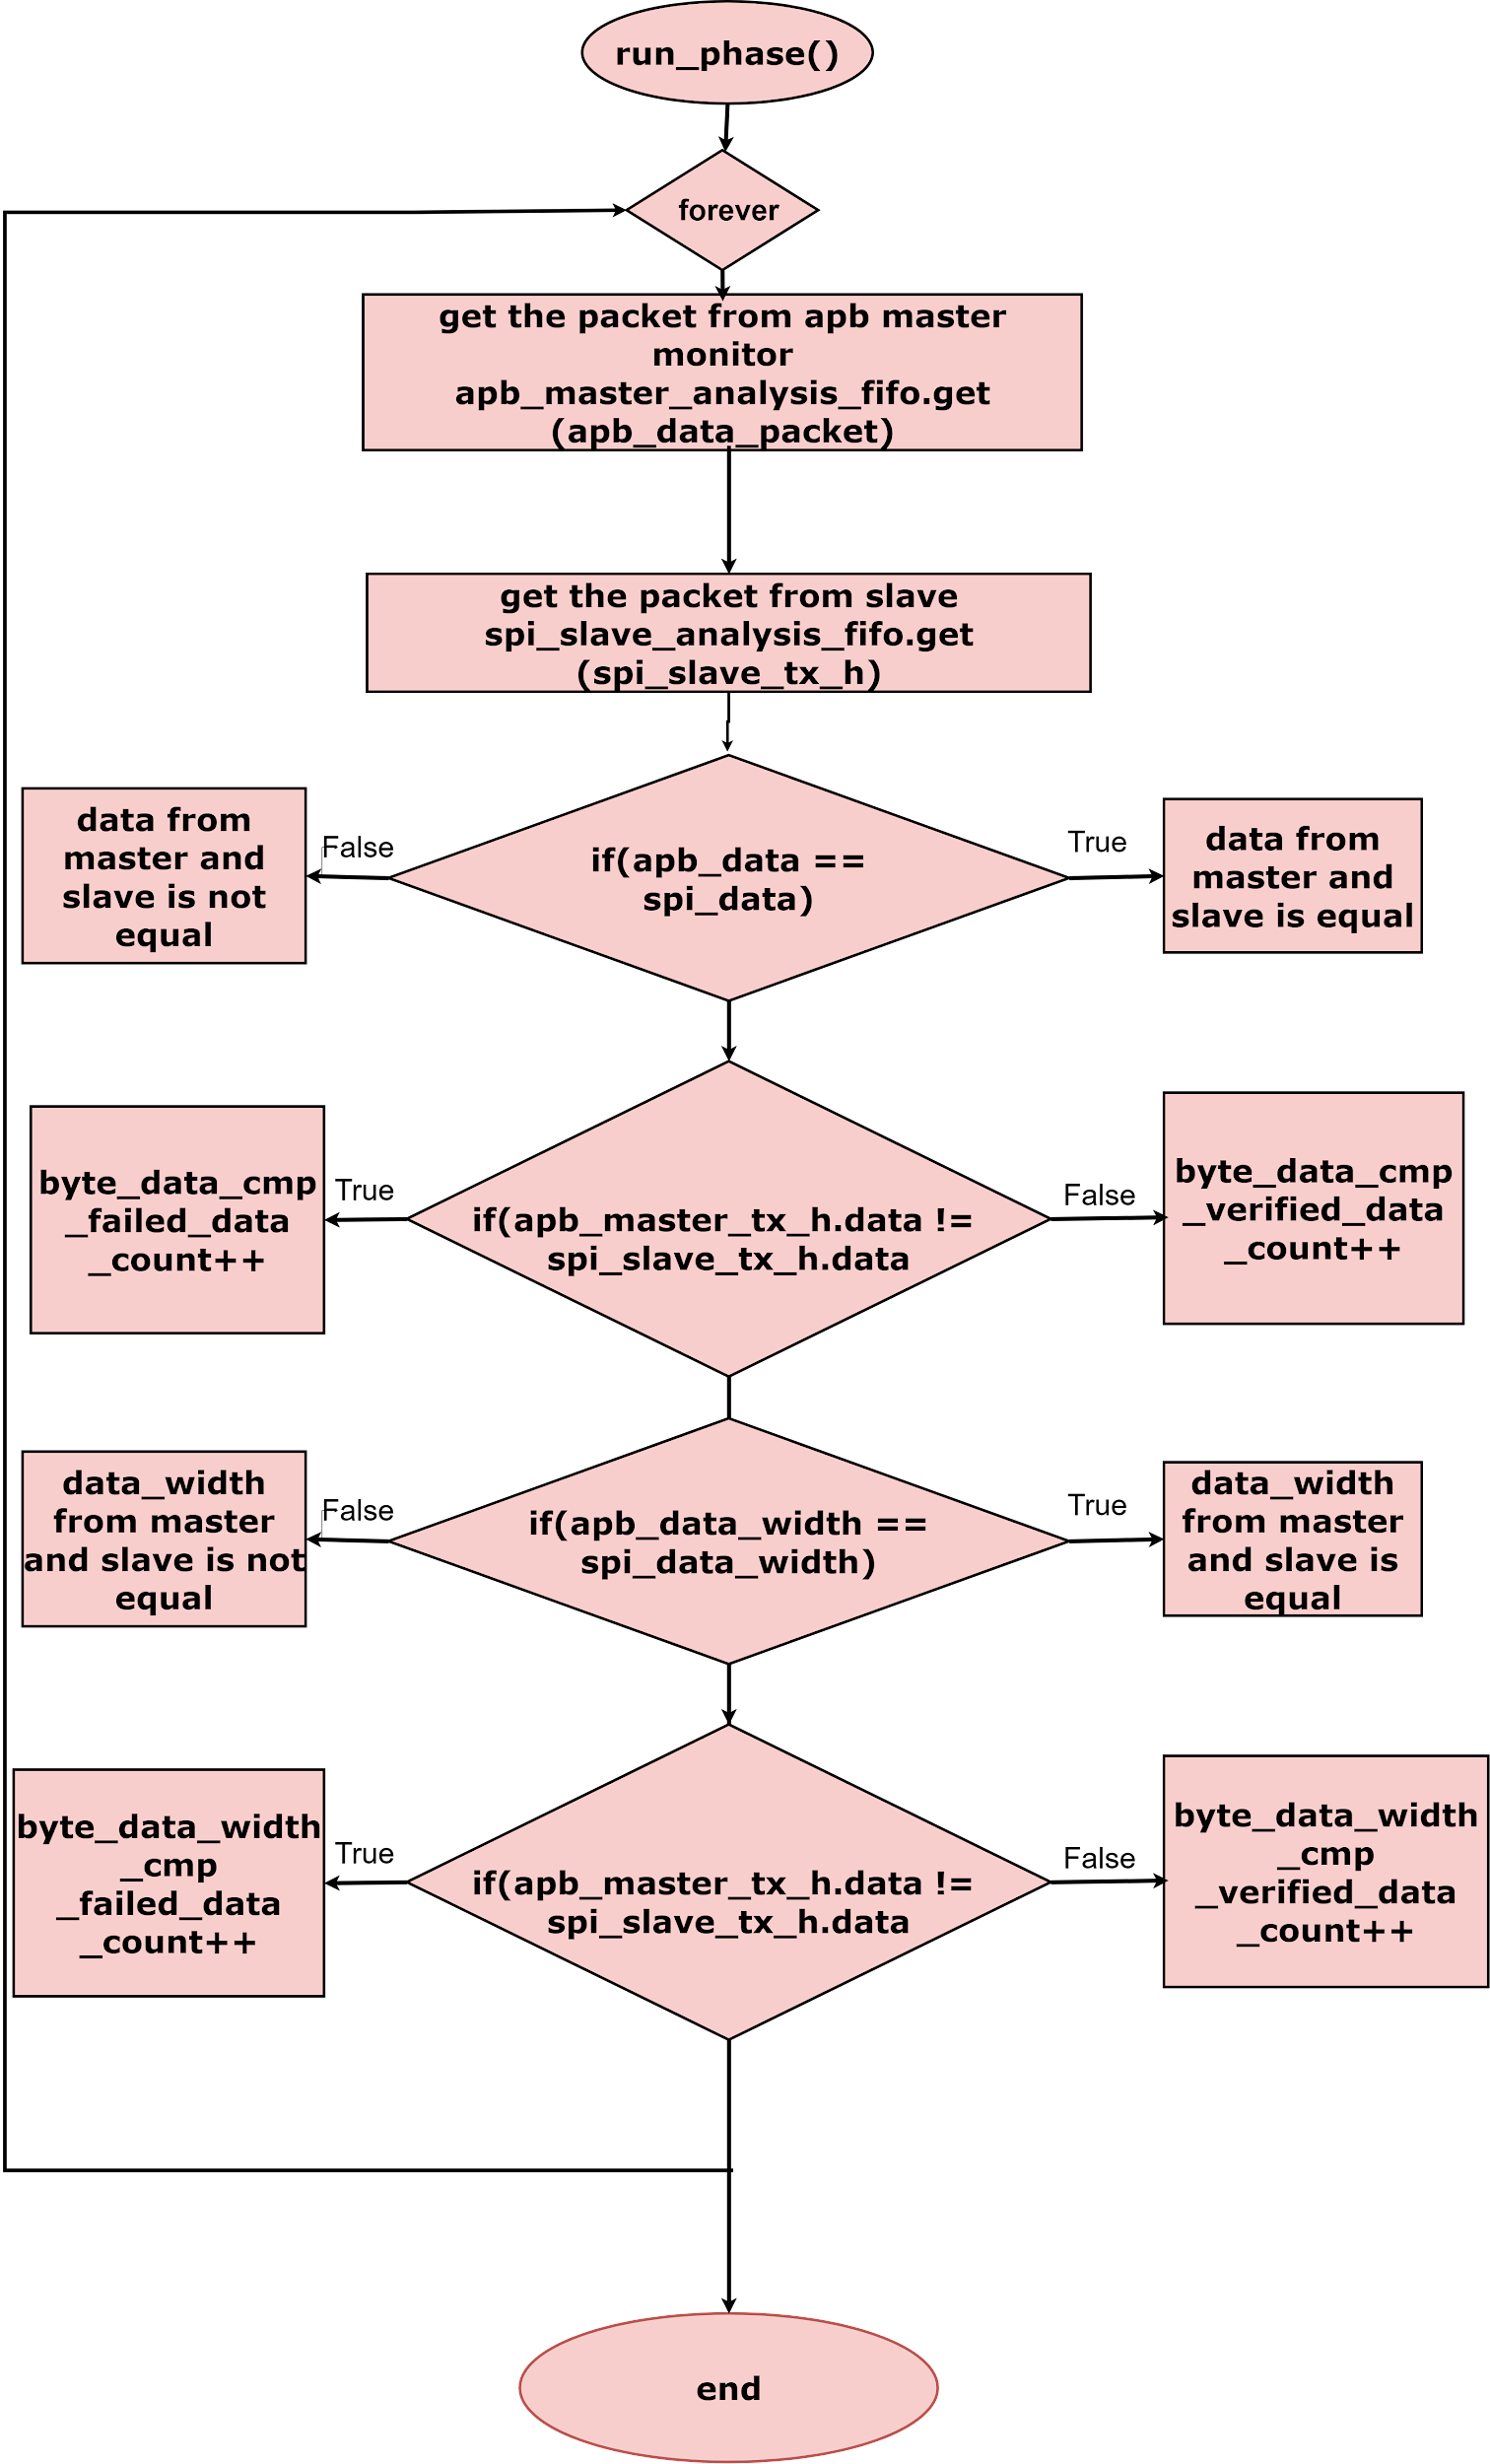 run_phase()
forever
get the packet from apb master
monitor
apb_master_analysis_fifo.get
(apb_data_packet)
get the packet from slave
spi_slave_analysis_fifo.get
(spi_slave_tx_h)
data from
master and
slave is not
equal
False
if(apb_data ==
spi_data)
True
data from
master and
slave is equal
byte_data_cmp
_failed_data
_count++
True
if(apb_master_tx_h.data !=
spi_slave_tx_h.data
False
byte_data_cmp
_verified_data
_count++
data_width
from master
and slave is not
equal
False
if(apb_data_width ==
spi_data_width)
True
data_width
from master
and slave is
equal
byte_data_width
_cmp
_failed_data
_count++
True
if(apb_master_tx_h.data !=
spi_slave_tx_h.data
False
byte_data_width
_cmp
_verified_data
_count++
end